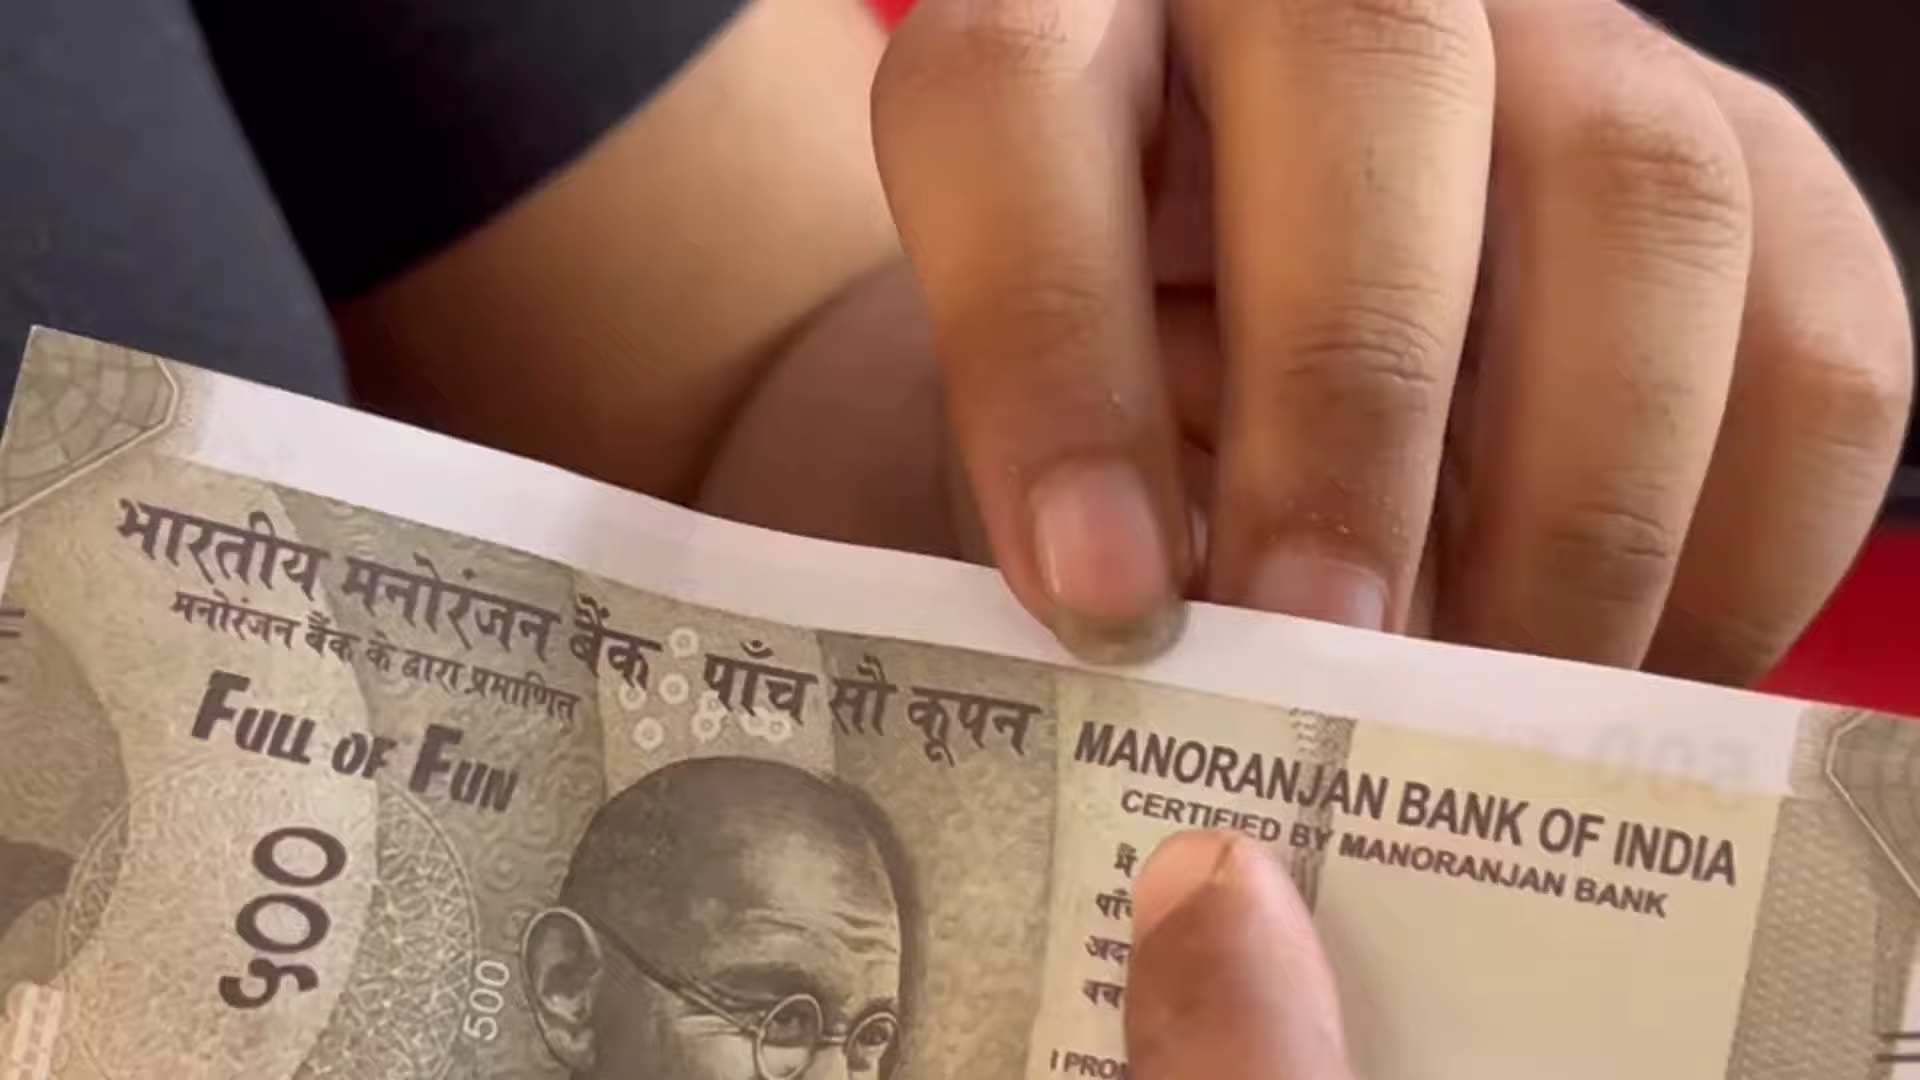 भारतीय मनोरंजन बैंक पाँच सौ कूपन
मनोरंजन बैंक के द्वारा प्रमाणित
FULL OF FUN
५००
500
MANORANJAN BANK OF INDIA
CERTIFIED BY MANORANJAN BANK
मैं
I